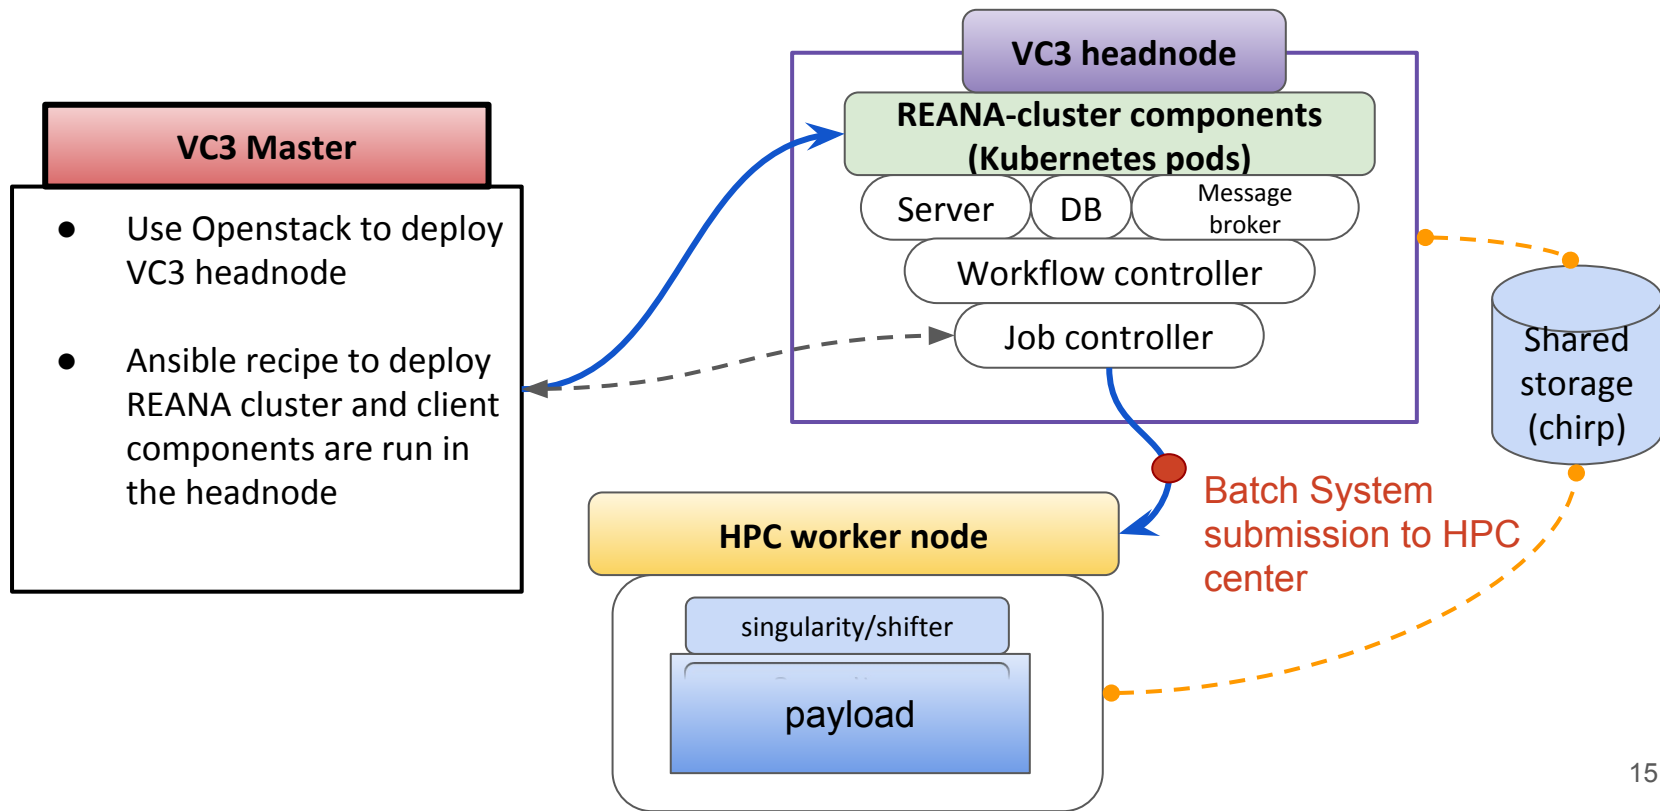 VC3 headnode
REANA-cluster components
(Kubernetes pods)
Server
DB
Message
broker
Workflow controller
Job controller
VC3 Master
● Use Openstack to deploy
VC3 headnode
● Ansible recipe to deploy
REANA cluster and client
components are run in
the headnode
Shared
storage
(chirp)
Batch System
submission to HPC
center
HPC worker node
singularity/shifter
payload
15